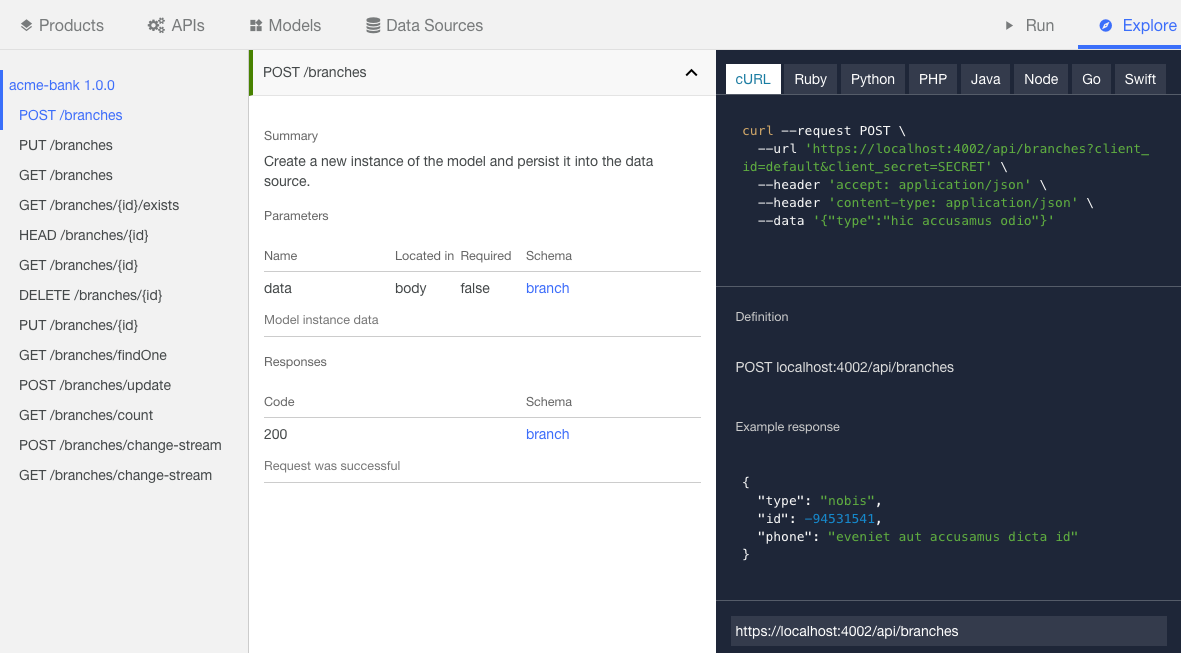 Products APIs Models Data Sources Run Explore
acme-bank 1.0.0
POST /branches
PUT /branches
GET /branches
GET /branches/{id}/exists
HEAD /branches/{id}
GET /branches/{id}
DELETE /branches/{id}
PUT /branches/{id}
GET /branches/findOne
POST /branches/update
GET /branches/count
POST /branches/change-stream
GET /branches/change-stream
POST /branches
Summary
Create a new instance of the model and persist it into the data
source.
Parameters
Name Located in Required Schema
data body false branch
Model instance data
Responses
Code Schema
200 branch
Request was successful
cURL Ruby Python PHP Java Node Go Swift
curl --request POST \
--url 'https://localhost:4002/api/branches?client_
id=default&client_secret=SECRET' \
--header 'accept: application/json' \
--header 'content-type: application/json' \
--data '{"type":"hic accusamus odio"}'
Definition
POST localhost:4002/api/branches
Example response
{
"type": "nobis",
"id": -94531541,
"phone": "eveniet aut accusamus dicta id"
}
https://localhost:4002/api/branches